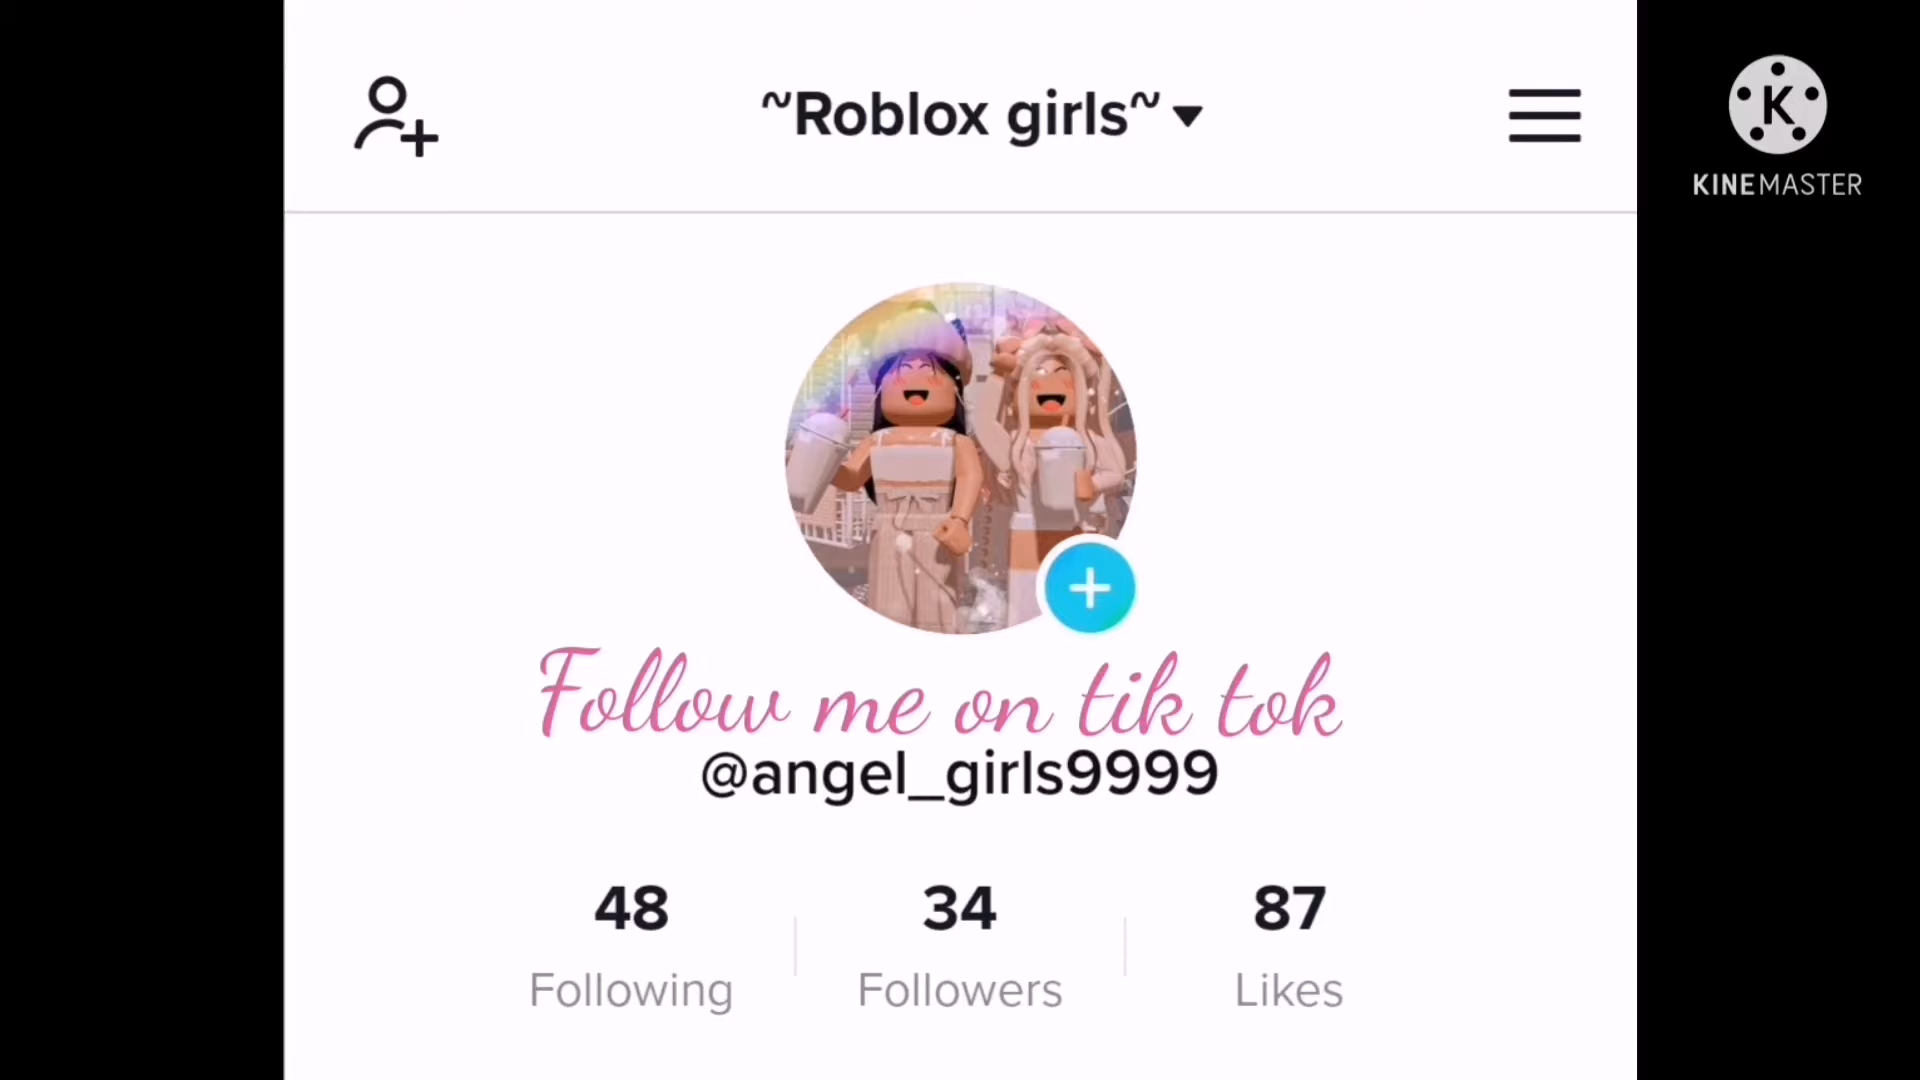 ~Roblox girls~
K
KINEMASTER
Follow me on tik tok
@angel_girls9999
48 34 87
Following Followers Likes